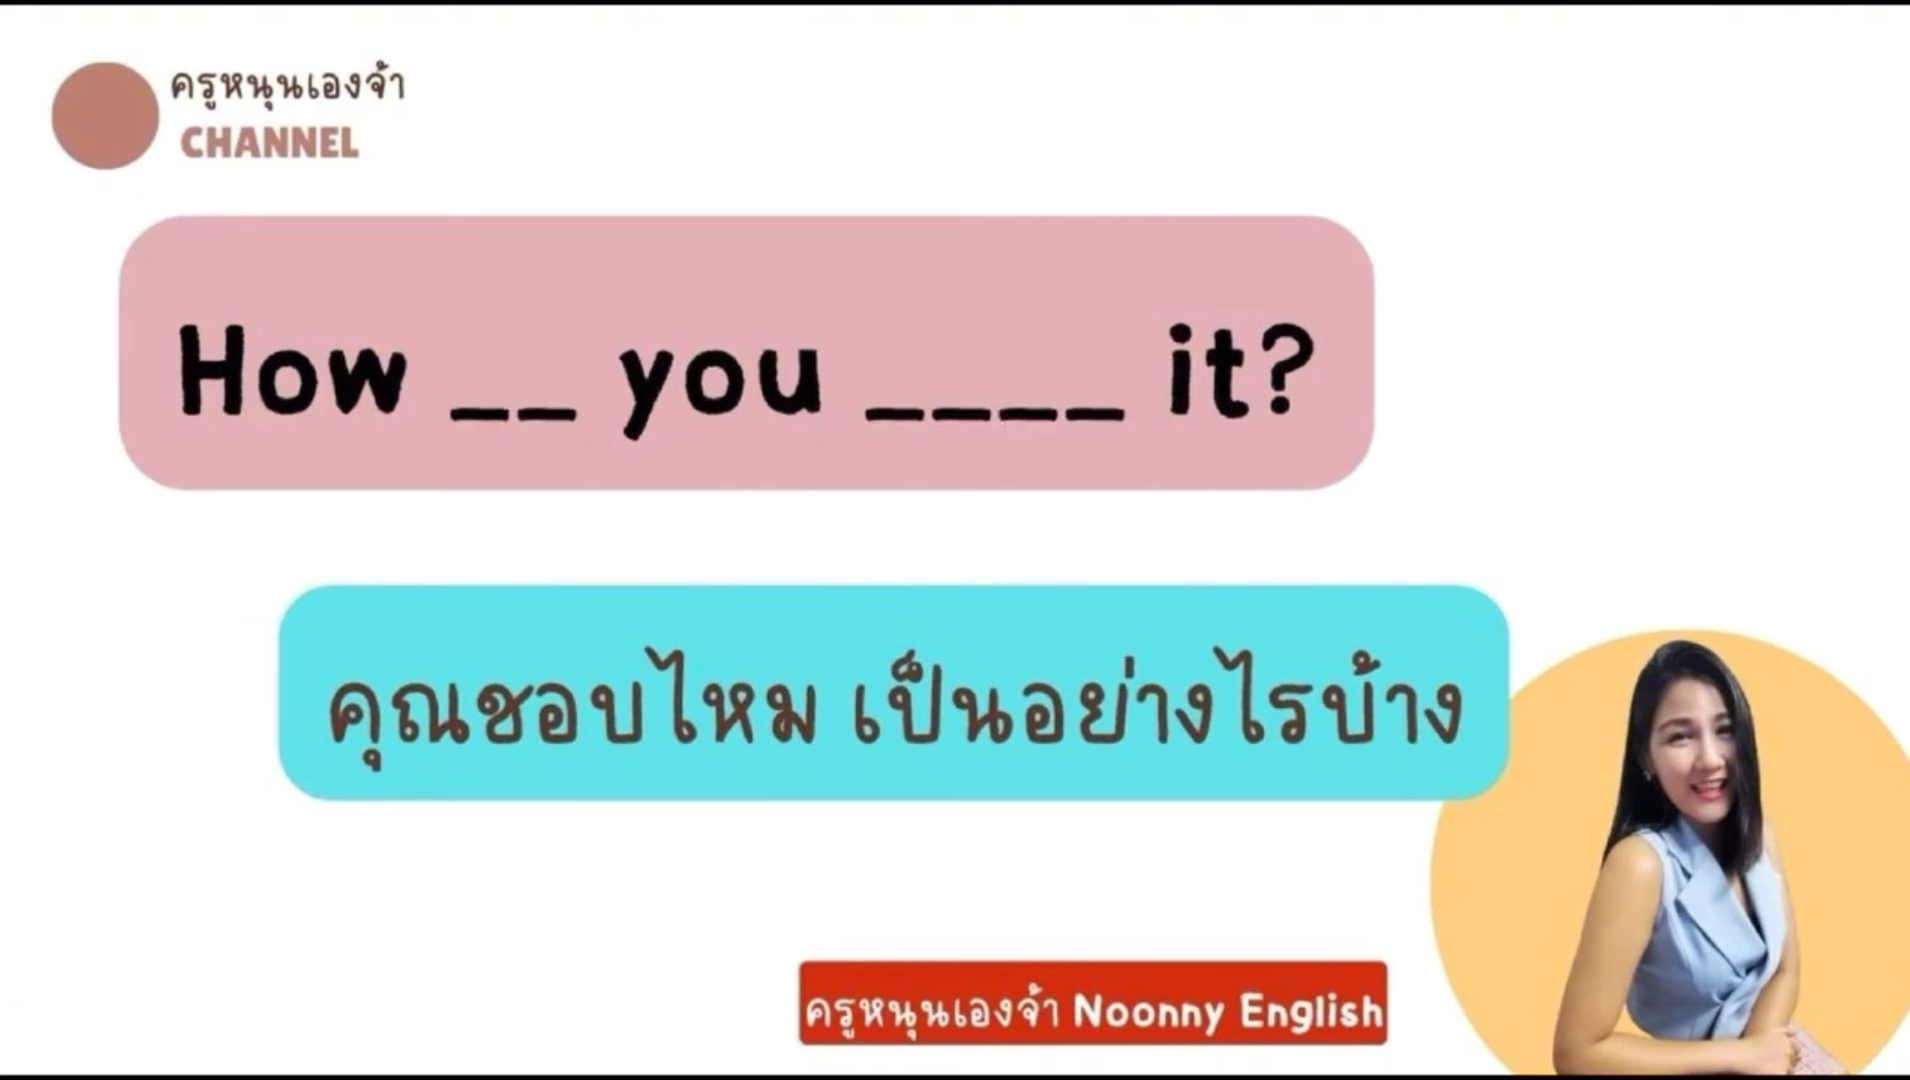 ครูหนุนเองจ้า
CHANNEL
How __ you ____ it?
คุณชอบไหม เป็นอย่างไรบ้าง
ครูหนุนเองจ้า Noonny English